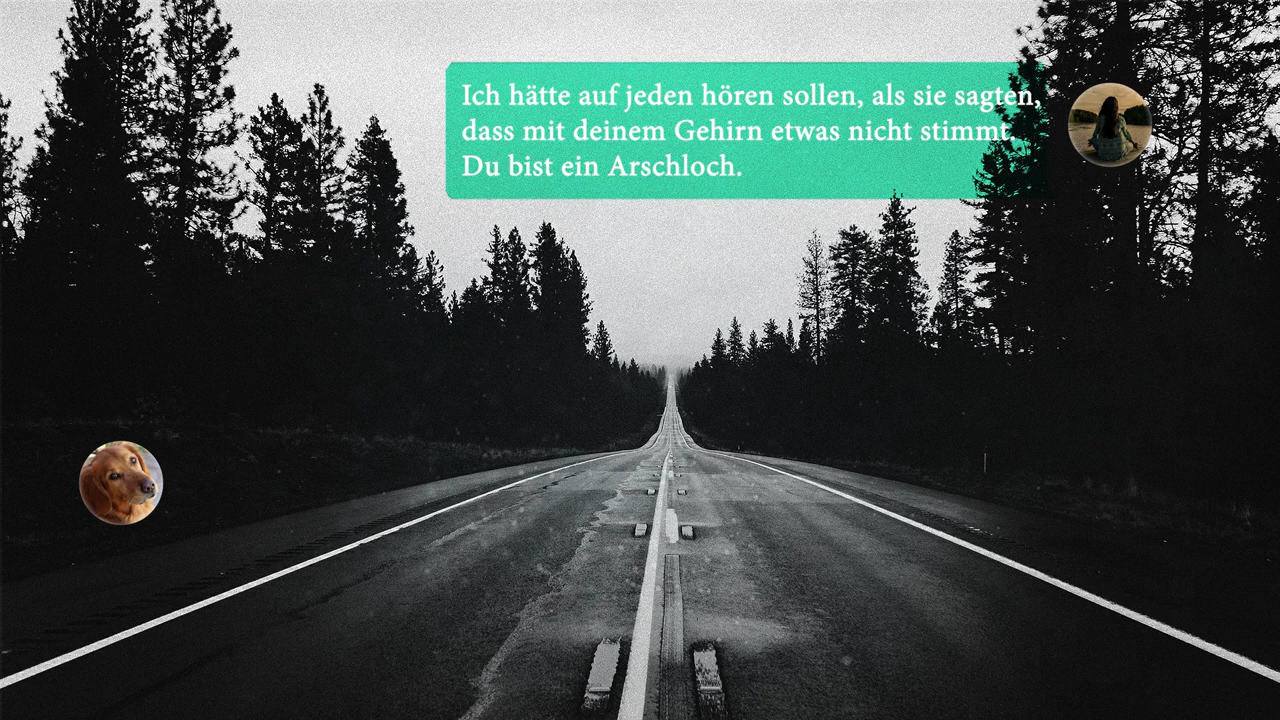 Ich hätte auf jeden hören sollen, als sie sagten,
dass mit deinem Gehirn etwas nicht stimmt.
Du bist ein Arschloch.